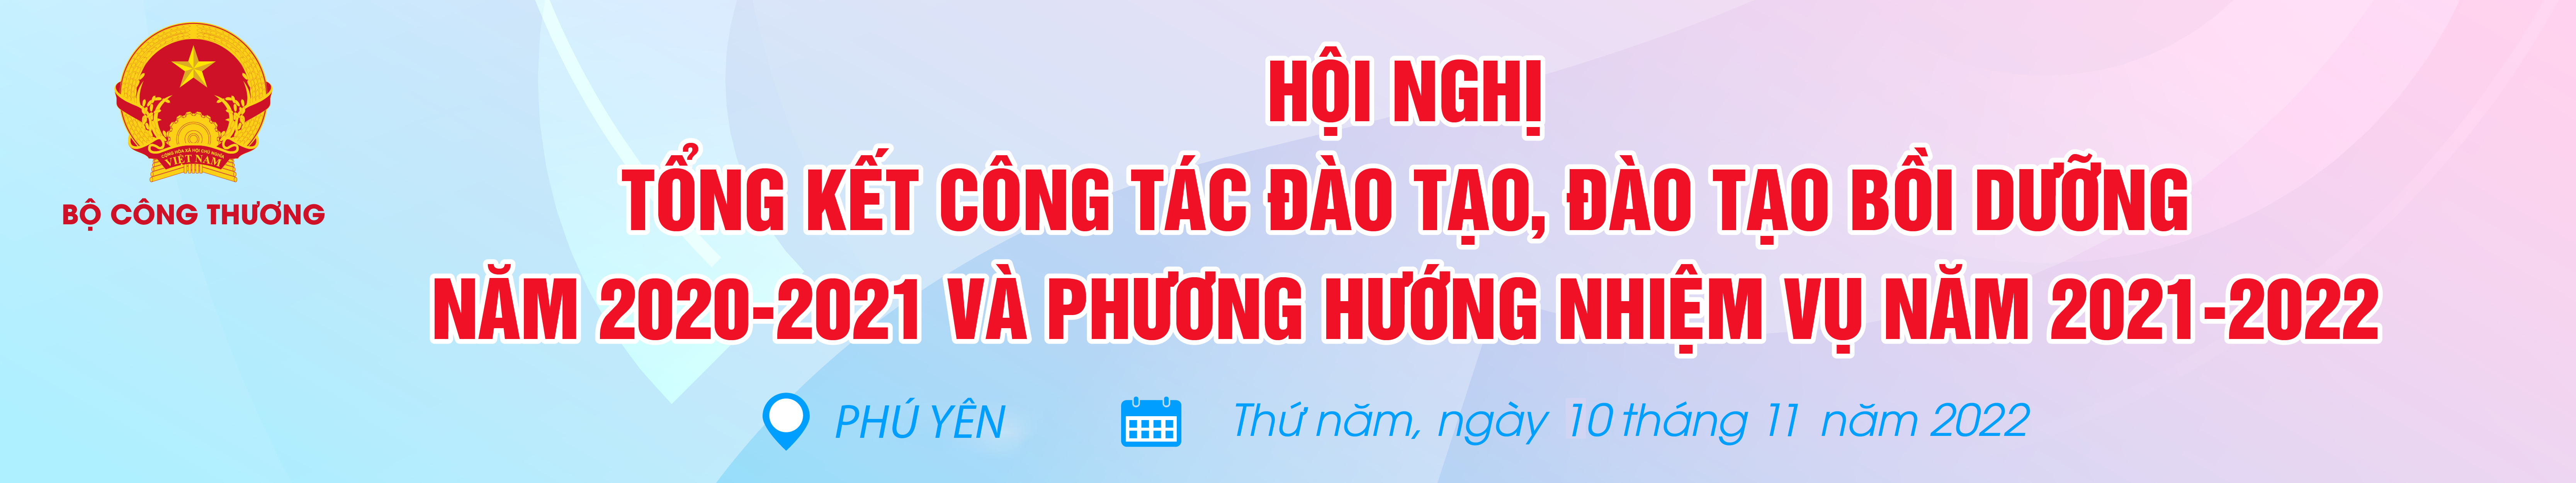 CỘNG HÒA XÃ HỘI CHỦ NGHĨA
VIỆT NAM
BỘ CÔNG THƯƠNG
HỘI NGHỊ
TỔNG KẾT CÔNG TÁC ĐÀO TẠO, ĐÀO TẠO BỒI DƯỠNG
NĂM 2020-2021 VÀ PHƯƠNG HƯỚNG NHIỆM VỤ NĂM 2021-2022
PHÚ YÊN
Thứ năm, ngày 10 tháng 11 năm 2022